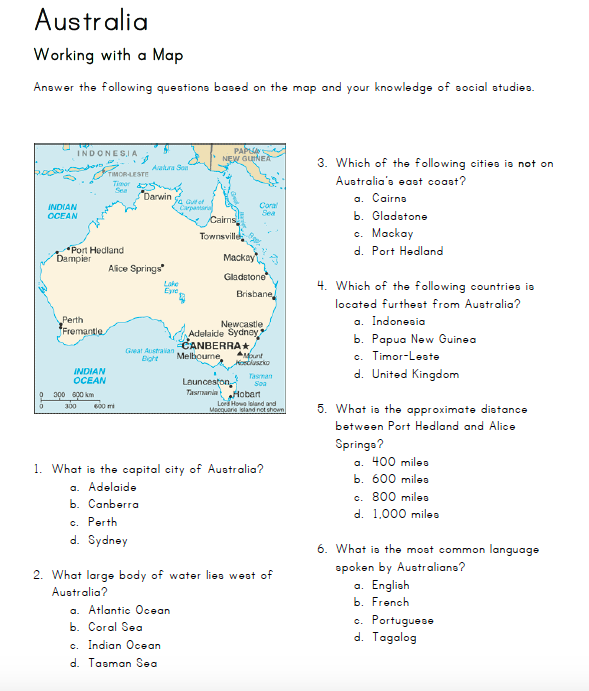 Australia
Working with a Map
Answer the following questions based on the map and your knowledge of social studies.
INDONESIA
PAPUA
NEW GUINEA
Arafura Sea
TIMOR-LESTE
Timor
Sea
Darwin
Gulf of
Carpentaria
Coral
Sea
INDIAN
OCEAN
Cairns
Townsville
Port Hedland
Dampier
Mackay
Alice Springs
Gladstone
Lake
Eyre
Brisbane
Perth
Fremantle
Newcastle
Adelaide Sydney
CANBERRA
Great Australian
Bight
Melbourne
Mount
Kosciuszko
INDIAN
OCEAN
Tasman
Sea
Launceston
Tasmania
Hobart
0 300 600 km
0 300 600 mi
Lord Howe Island and
Macquarie Island not shown
1. What is the capital city of Australia?
a. Adelaide
b. Canberra
c. Perth
d. Sydney
2. What large body of water lies west of
Australia?
a. Atlantic Ocean
b. Coral Sea
c. Indian Ocean
d. Tasman Sea
3. Which of the following cities is not on
Australia's east coast?
a. Cairns
b. Gladstone
c. Mackay
d. Port Hedland
4. Which of the following countries is
located furthest from Australia?
a. Indonesia
b. Papua New Guinea
c. Timor-Leste
d. United Kingdom
5. What is the approximate distance
between Port Hedland and Alice
Springs?
a. 400 miles
b. 600 miles
c. 800 miles
d. 1,000 miles
6. What is the most common language
spoken by Australians?
a. English
b. French
c. Portuguese
d. Tagalog